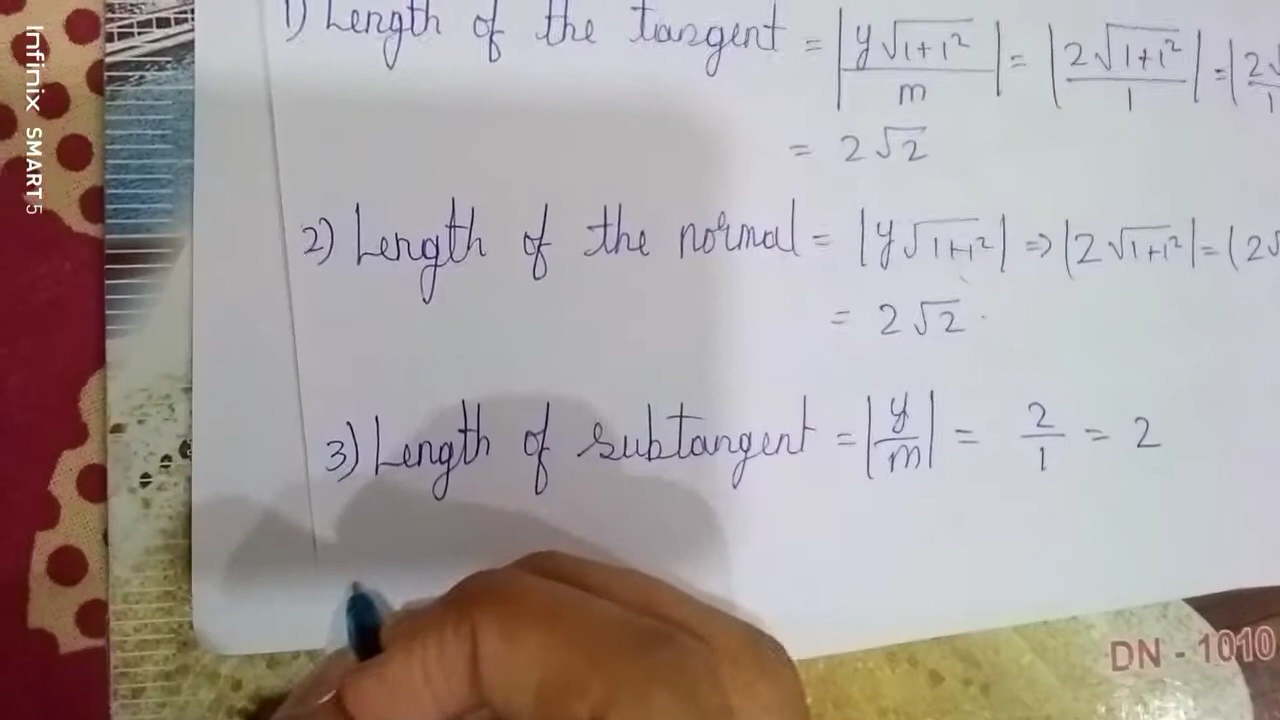 1) Length of the tangent = |y√1+1²/m| = |2√1+1²/1| = |2√
= 2√2
2) Length of the normal = |y√1+1²| => |2√1+1²| = (2√
= 2√2.
3) Length of subtangent = |y/m| = 2/1 = 2
Infinix SMART 5
DN - 1010